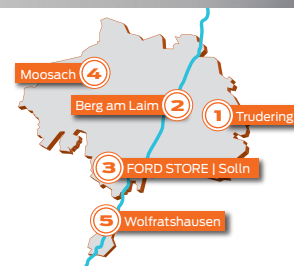 Moosach 4
Berg am Laim 2
1 Trudering
3 FORD STORE | Solln
5 Wolfratshausen